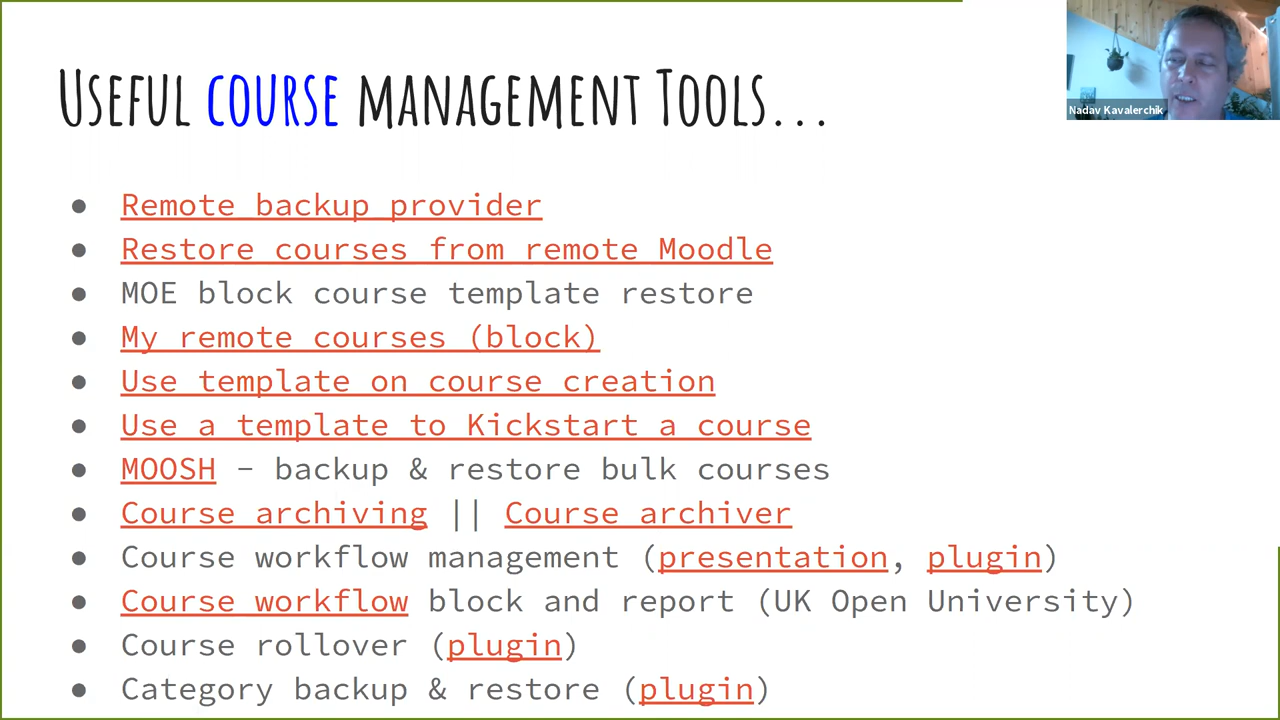 Useful course management Tools...
Nadav Kavalerchik
● Remote backup provider
● Restore courses from remote Moodle
● MOE block course template restore
● My remote courses (block)
● Use template on course creation
● Use a template to Kickstart a course
● MOOSH - backup & restore bulk courses
● Course archiving || Course archiver
● Course workflow management (presentation, plugin)
● Course workflow block and report (UK Open University)
● Course rollover (plugin)
● Category backup & restore (plugin)